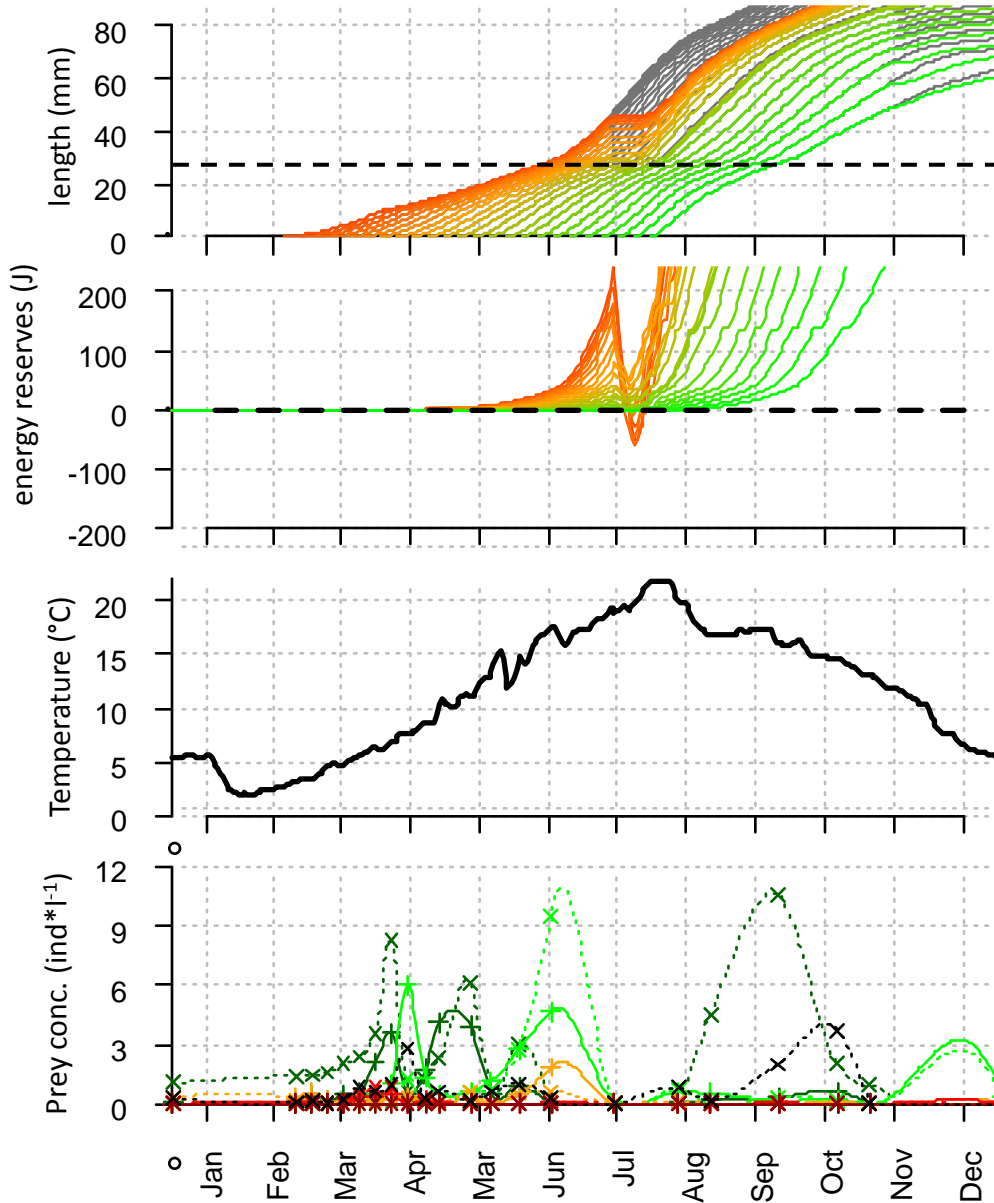 length (mm)
80
60
40
20
0
energy reserves (J)
200
100
0
-100
-200
Temperature (°C)
20
15
10
5
0
Prey conc. (ind*l-1)
12
9
6
3
0
Jan
Feb
Mar
Apr
Mar
Jun
Jul
Aug
Sep
Oct
Nov
Dec